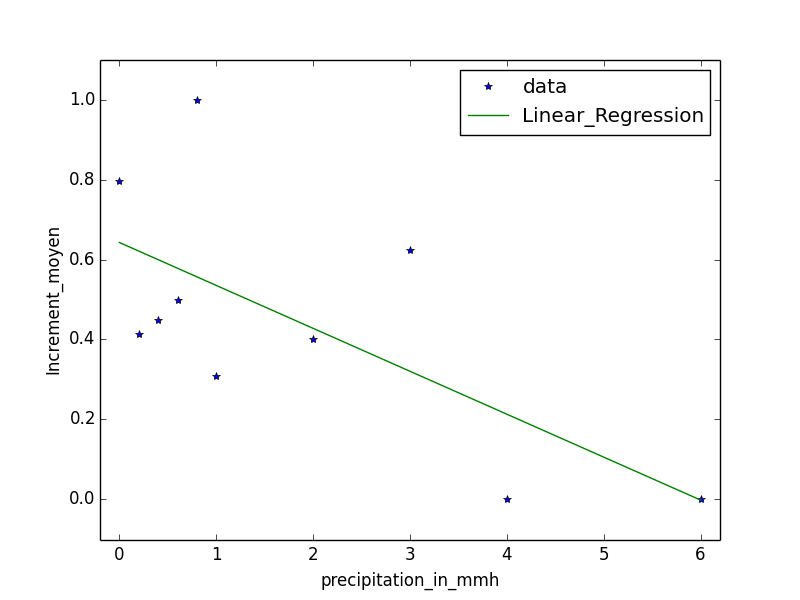 data
Linear_Regression
1.0
0.8
0.6
0.4
0.2
0.0
Increment_moyen
0 1 2 3 4 5 6
precipitation_in_mmh